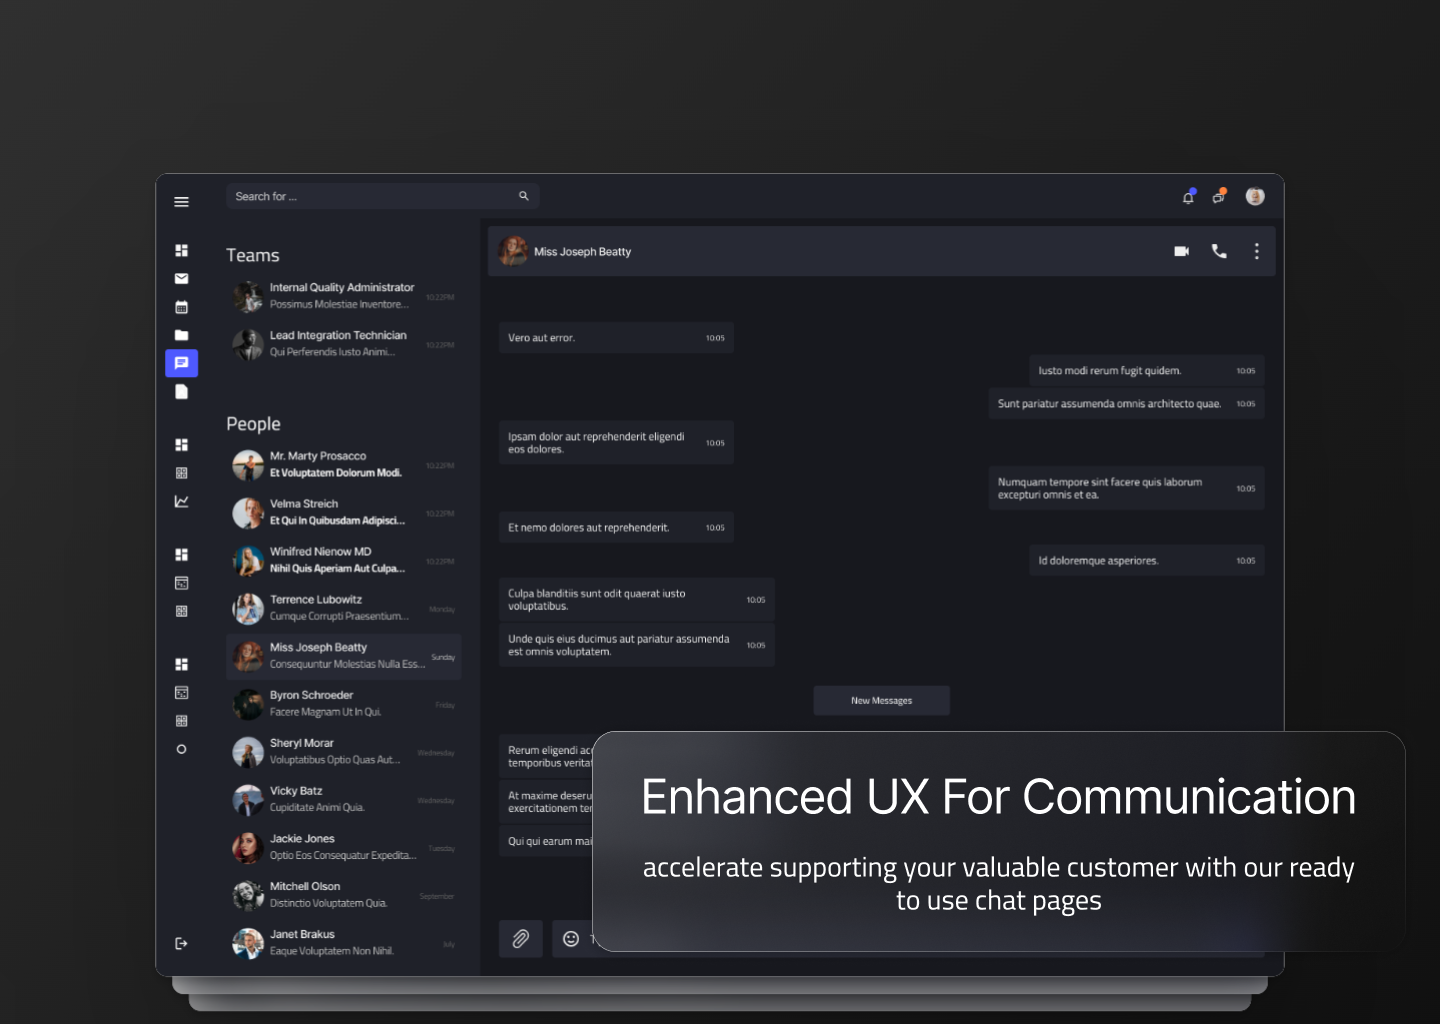 Search for ...
Teams
Internal Quality Administrator
Possimus Molestiae Inventore...
10:22PM
Lead Integration Technician
Qui Perferendis Iusto Animi...
10:22PM
People
Mr. Marty Prosacco
Et Voluptatem Dolorum Modi.
10:22PM
Velma Streich
Et Qui In Quibusdam Adipisci...
10:22PM
Winifred Nienow MD
Nihil Quis Aperiam Aut Culpa...
10:22PM
Terrence Lubowitz
Cumque Corrupti Praesentium...
Monday
Miss Joseph Beatty
Consequuntur Molestias Nulla Ess...
Sunday
Byron Schroeder
Facere Magnam Ut In Qui.
Friday
Sheryl Morar
Voluptatibus Optio Quas Aut...
Wednesday
Vicky Batz
Cupiditate Animi Quia.
Wednesday
Jackie Jones
Optio Eos Consequatur Expedita...
Tuesday
Mitchell Olson
Distinctio Voluptatem Quia.
September
Janet Brakus
Eaque Voluptatem Non Nihil.
July
Miss Joseph Beatty
Vero aut error.
10:05
Iusto modi rerum fugit quidem.
10:05
Sunt pariatur assumenda omnis architecto quae.
10:05
Ipsam dolor aut reprehenderit eligendi
eos dolores.
10:05
Numquam tempore sint facere quis laborum
excepturi omnis et ea.
10:05
Et nemo dolores aut reprehenderit.
10:05
Id doloremque asperiores.
10:05
Culpa blanditiis sunt odit quaerat iusto
voluptatibus.
10:05
Unde quis eius ducimus aut pariatur assumenda
est omnis voluptatem.
10:05
New Messages
Rerum eligendi
temporibus
At maxime
exercitationem
Qui qui earum
Enhanced UX For Communication
accelerate supporting your valuable customer with our ready
to use chat pages